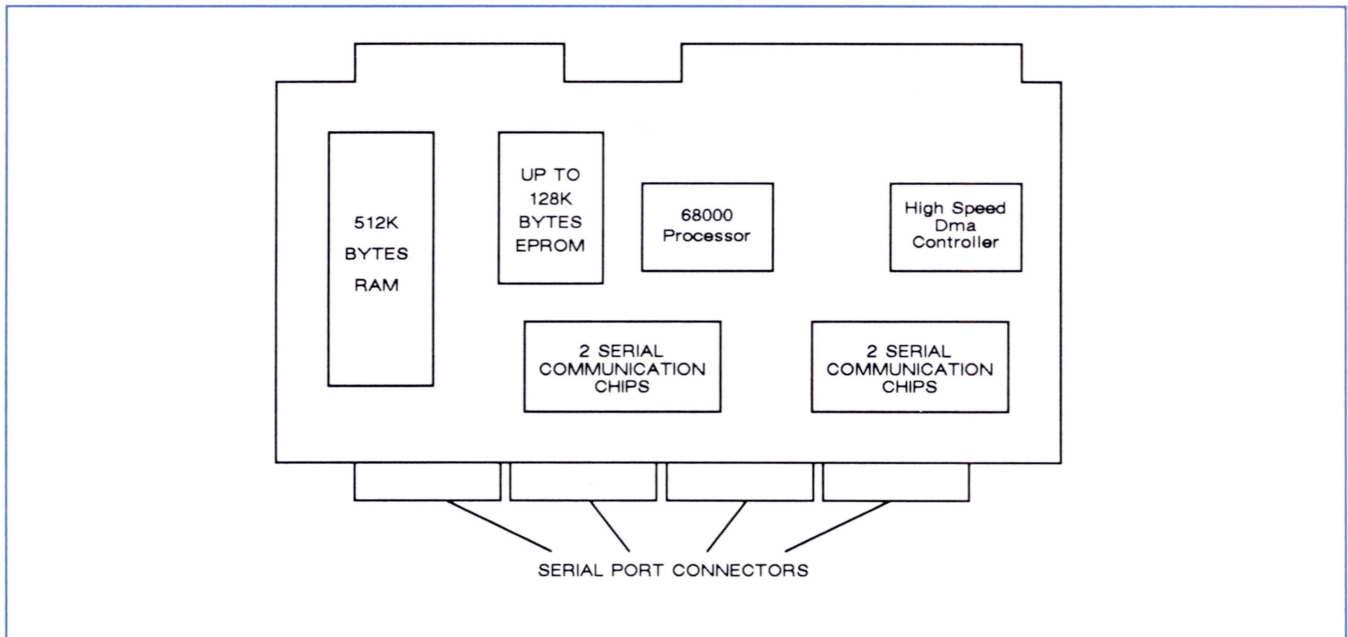 512K
BYTES
RAM
UP TO
128K
BYTES
EPROM
68000
Processor
High Speed
Dma
Controller
2 SERIAL
COMMUNICATION
CHIPS
2 SERIAL
COMMUNICATION
CHIPS
SERIAL PORT CONNECTORS